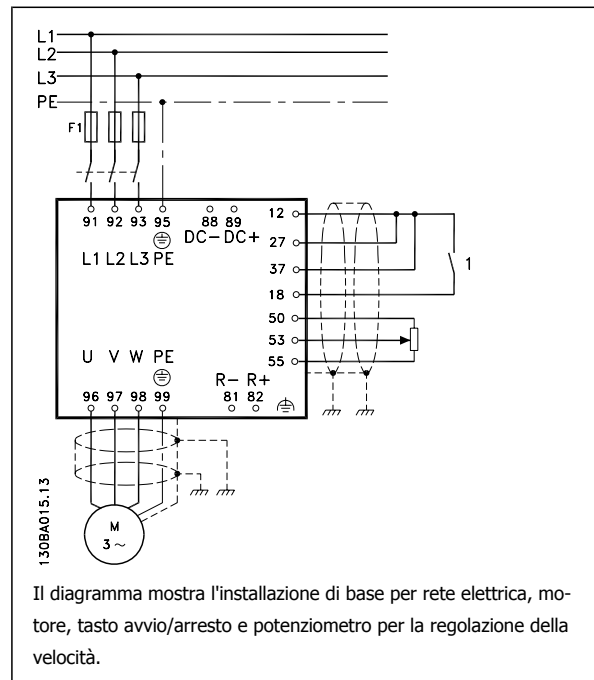 L1
L2
L3
PE
F1
91 92 93 95 88 89
DC- DC+
L1 L2 L3 PE
12
27
37
18
50
53
55
1
U V W PE
R- R+
96 97 98 99 81 82
M
3 ~
130BA015.13
Il diagramma mostra l'installazione di base per rete elettrica, mo-
tore, tasto avvio/arresto e potenziometro per la regolazione della
velocità.